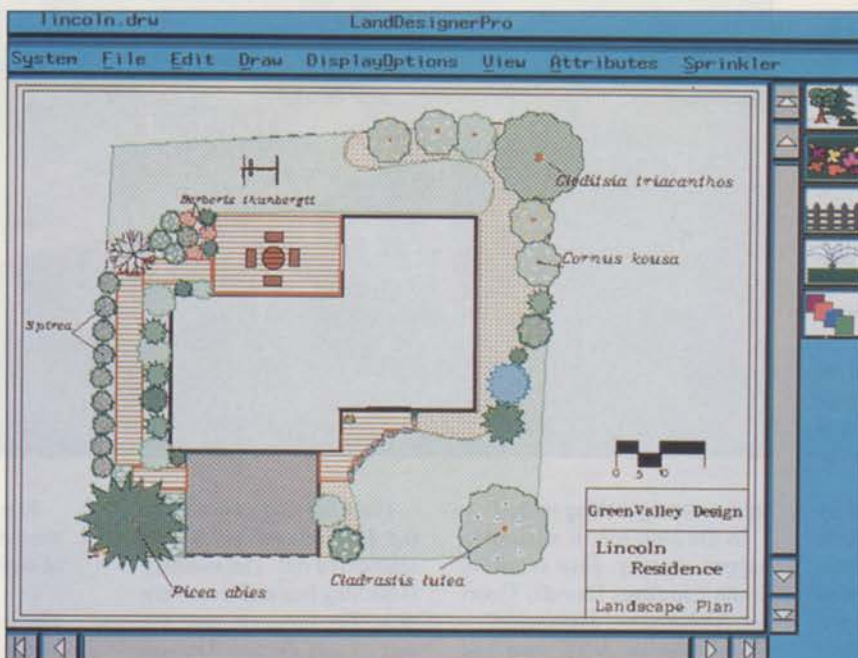 lincoln.drw LandDesignerPro
System File Edit Draw DisplayOptions View Attributes Sprinkler
Gleditsia triacanthos
Berberis thunbergii
Cornus kousa
Spirea
0 5 10
GreenValley Design
Lincoln
Residence
Landscape Plan
Cladrastis lutea
Picea abies